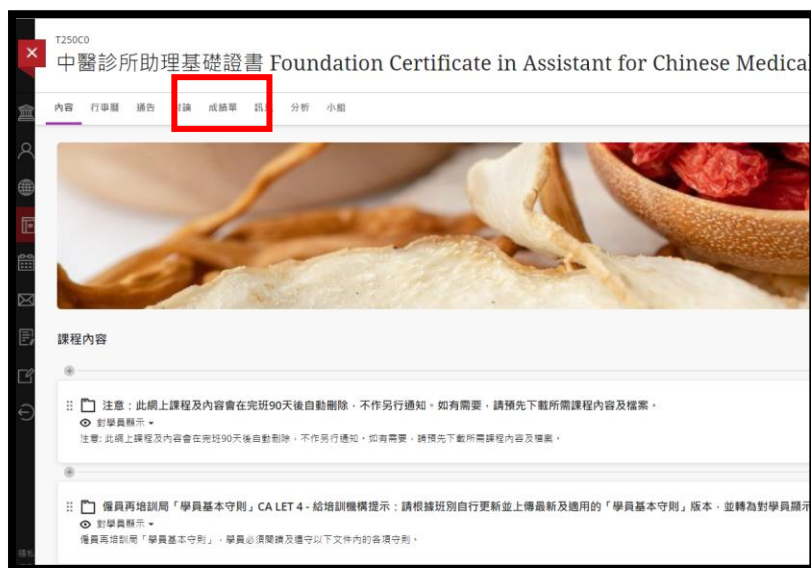 T250C0
中醫診所助理基礎證書 Foundation Certificate in Assistant for Chinese Medical
內容 行事曆 通告 討論 成績單 訊息 分析 小組
課程內容
注意：此網上課程及內容會在完班90天後自動刪除，不作另行通知。如有需要，請預先下載所需課程內容及檔案。
對學員顯示
注意: 此網上課程及內容會在完班90天後自動刪除，不作另行通知。如有需要，請預先下載所需課程內容及檔案。
僱員再培訓局「學員基本守則」CA LET 4 - 給培訓機構提示：請根據班別自行更新並上傳最新及適用的「學員基本守則」版本，並轉為對學員顯示
對學員顯示
僱員再培訓局「學員基本守則」，學員必須閱讀及遵守以下文件內的各項守則。
隱私